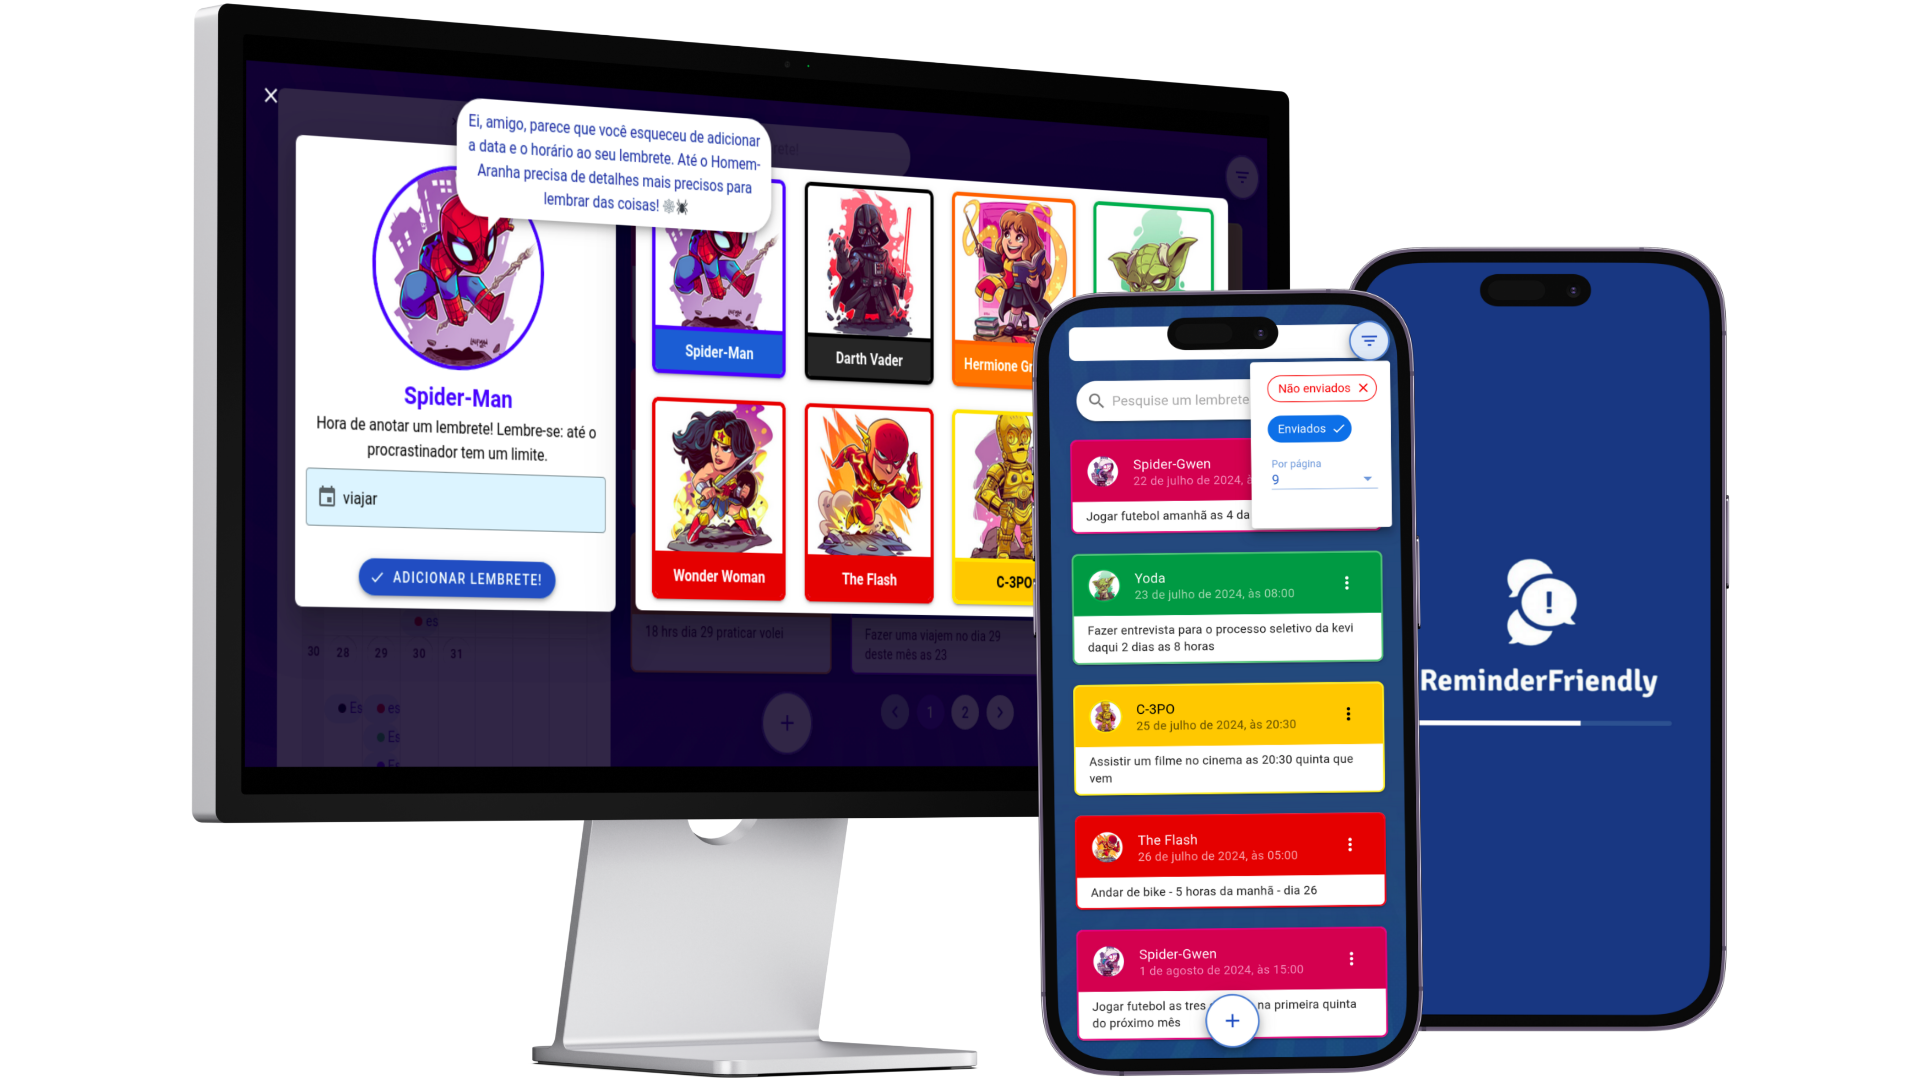 Ei, amigo, parece que você esqueceu de adicionar
a data e o horário ao seu lembrete. Até o Homem-
Aranha precisa de detalhes mais precisos para
lembrar das coisas! 🕸️🕷️
Spider-Man
Hora de anotar um lembrete! Lembre-se: até o
procrastinador tem um limite.
viajar
ADICIONAR LEMBRETE!
Spider-Man
Darth Vader
Hermione Gr
Wonder Woman
The Flash
C-3PO
es
30 28 29 30 31
Es es
Es
Es
18 hrs dia 29 praticar volei
Fazer uma viajem no dia 29
deste mês as 23
1 2
Não enviados
Enviados
Por página
9
Pesquise um lembrete
Spider-Gwen
22 de julho de 2024, à
Jogar futebol amanhã as 4 da
Yoda
23 de julho de 2024, às 08:00
Fazer entrevista para o processo seletivo da kevi
daqui 2 dias as 8 horas
C-3PO
25 de julho de 2024, às 20:30
Assistir um filme no cinema as 20:30 quinta que
vem
The Flash
26 de julho de 2024, às 05:00
Andar de bike - 5 horas da manhã - dia 26
Spider-Gwen
1 de agosto de 2024, às 15:00
Jogar futebol as tres na primeira quinta
do próximo mês
ReminderFriendly